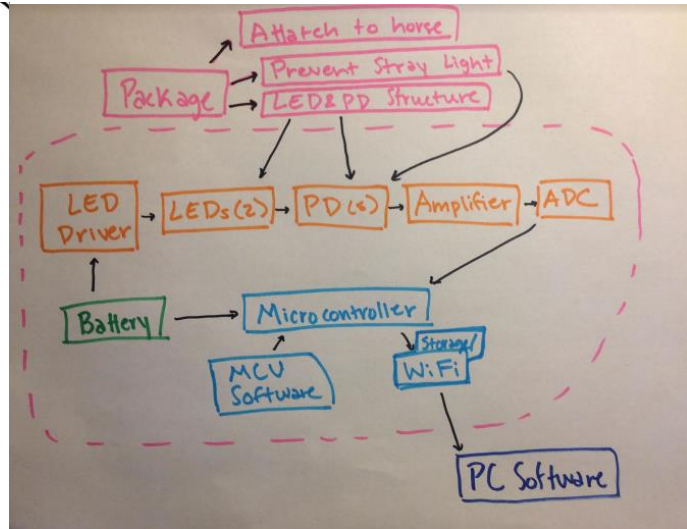 Attatch to horse
Package
Prevent Stray Light
LED&PD Structure
LED
Driver
LEDs(2)
PD(s)
Amplifier
ADC
Battery
Microcontroller
MCU
Software
Storage/
WiFi
PC Software